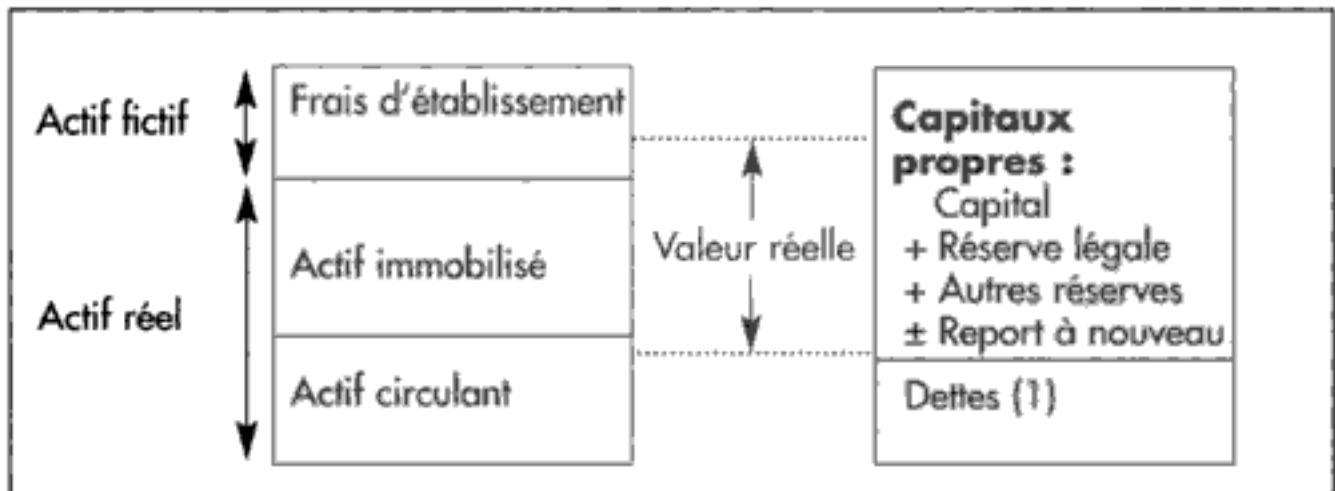 Actif fictif
Frais d'établissement
Actif réel
Actif immobilisé
Actif circulant
Valeur réelle
Capitaux
propres :
Capital
+ Réserve légale
+ Autres réserves
± Report à nouveau
Dettes (1)